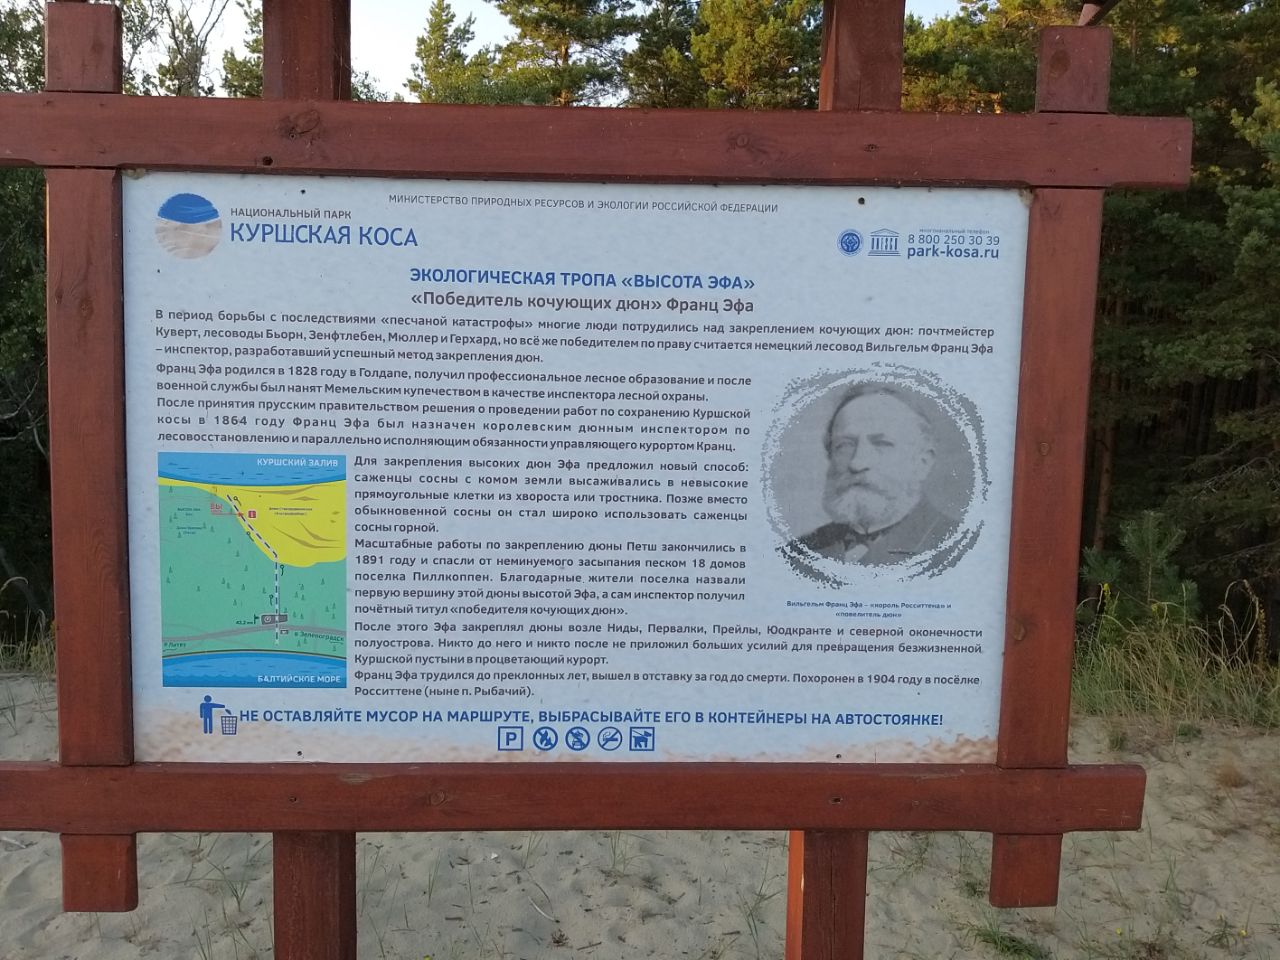 МИНИСТЕРСТВО ПРИРОДНЫХ РЕСУРСОВ И ЭКОЛОГИИ РОССИЙСКОЙ ФЕДЕРАЦИИ
НАЦИОНАЛЬНЫЙ ПАРК
КУРШСКАЯ КОСА
многоканальный телефон
8 800 250 30 39
park-kosa.ru
ЭКОЛОГИЧЕСКАЯ ТРОПА «ВЫСОТА ЭФА»
«Победитель кочующих дюн» Франц Эфа
В период борьбы с последствиями «песчаной катастрофы» многие люди потрудились над закреплением кочующих дюн: почтмейстер
Куверт, лесоводы Бьорн, Зенфтлебен, Мюллер и Герхард, но всё же победителем по праву считается немецкий лесовод Вильгельм Франц Эфа
– инспектор, разработавший успешный метод закрепления дюн.
Франц Эфа родился в 1828 году в Голдапе, получил профессиональное лесное образование и после
военной службы был нанят Мемельским купечеством в качестве инспектора лесной охраны.
После принятия прусским правительством решения о проведении работ по сохранению Куршской
косы в 1864 году Франц Эфа был назначен королевским дюнным инспектором по
лесовосстановлению и параллельно исполняющим обязанности управляющего курортом Кранц.
Для закрепления высоких дюн Эфа предложил новый способ:
саженцы сосны с комом земли высаживались в невысокие
прямоугольные клетки из хвороста или тростника. Позже вместо
обыкновенной сосны он стал широко использовать саженцы
сосны горной.
Масштабные работы по закреплению дюны Петш закончились в
1891 году и спасли от неминуемого засыпания песком 18 домов
поселка Пиллкоппен. Благодарные жители поселка назвали
первую вершину этой дюны высотой Эфа, а сам инспектор получил
почётный титул «победителя кочующих дюн».
После этого Эфа закреплял дюны возле Ниды, Первалки, Прейлы, Юодкранте и северной оконечности
полуострова. Никто до него и никто после не приложил больших усилий для превращения безжизненной
Куршской пустыни в процветающий курорт.
Франц Эфа трудился до преклонных лет, вышел в отставку за год до смерти. Похоронен в 1904 году в посёлке
Росситтене (ныне п. Рыбачий).
КУРШСКИЙ ЗАЛИВ
ВЫ
42,2 км
в Зеленоградск
в Литву
БАЛТИЙСКОЕ МОРЕ
Вильгельм Франц Эфа – «король Росситтена» и
«повелитель дюн»
НЕ ОСТАВЛЯЙТЕ МУСОР НА МАРШРУТЕ, ВЫБРАСЫВАЙТЕ ЕГО В КОНТЕЙНЕРЫ НА АВТОСТОЯНКЕ!
P